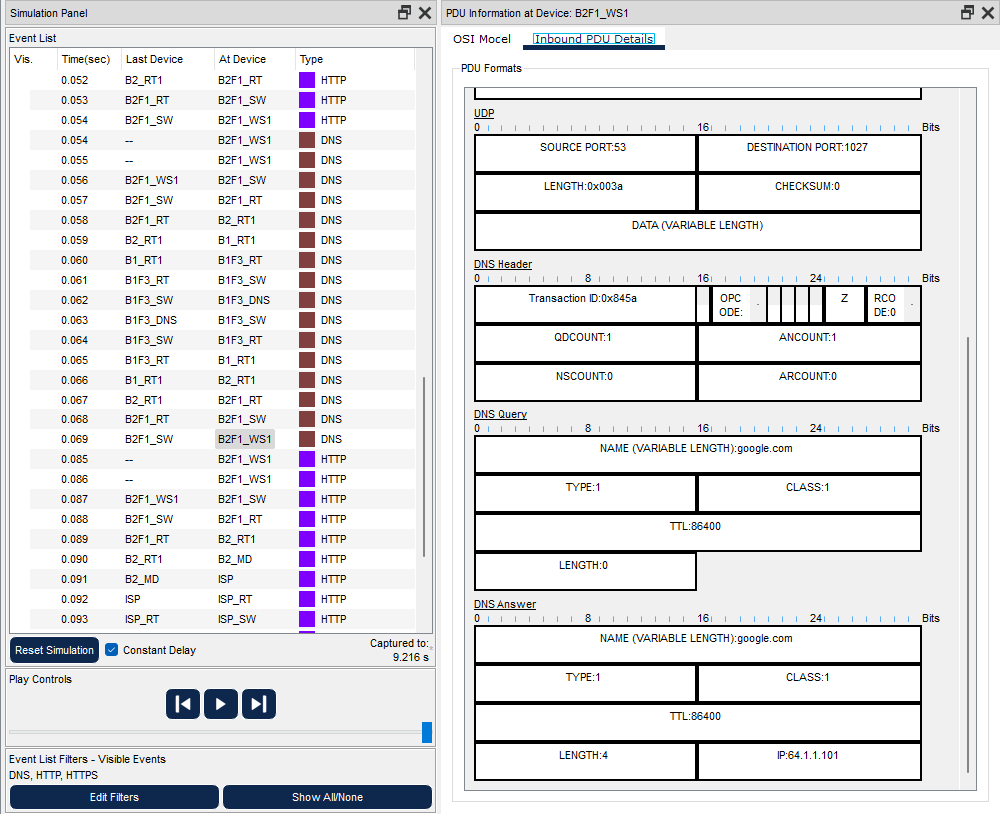 Simulation Panel
Event List
Vis. Time(sec) Last Device At Device Type
0.052 B2_RT1 B2F1_RT HTTP
0.053 B2F1_RT B2F1_SW HTTP
0.054 B2F1_SW B2F1_WS1 HTTP
0.054 -- B2F1_WS1 DNS
0.055 -- B2F1_WS1 DNS
0.056 B2F1_WS1 B2F1_SW DNS
0.057 B2F1_SW B2F1_RT DNS
0.058 B2F1_RT B2_RT1 DNS
0.059 B2_RT1 B1_RT1 DNS
0.060 B1_RT1 B1F3_RT DNS
0.061 B1F3_RT B1F3_SW DNS
0.062 B1F3_SW B1F3_DNS DNS
0.063 B1F3_DNS B1F3_SW DNS
0.064 B1F3_SW B1F3_RT DNS
0.065 B1F3_RT B1_RT1 DNS
0.066 B1_RT1 B2_RT1 DNS
0.067 B2_RT1 B2F1_RT DNS
0.068 B2F1_RT B2F1_SW DNS
0.069 B2F1_SW B2F1_WS1 DNS
0.085 -- B2F1_WS1 HTTP
0.086 -- B2F1_WS1 HTTP
0.087 B2F1_WS1 B2F1_SW HTTP
0.088 B2F1_SW B2F1_RT HTTP
0.089 B2F1_RT B2_RT1 HTTP
0.090 B2_RT1 B2_MD HTTP
0.091 B2_MD ISP HTTP
0.092 ISP ISP_RT HTTP
0.093 ISP_RT ISP_SW HTTP
Reset Simulation Constant Delay Captured to:
9.216 s
Play Controls
Event List Filters - Visible Events
DNS, HTTP, HTTPS
Edit Filters Show All/None
PDU Information at Device: B2F1_WS1
OSI Model Inbound PDU Details
PDU Formats
UDP
0 16 Bits
SOURCE PORT:53 DESTINATION PORT:1027
LENGTH:0x003a CHECKSUM:0
DATA (VARIABLE LENGTH)
DNS Header
0 8 16 24 Bits
Transaction ID:0x845a OPC Z RCO
ODE: DE:0
QDCOUNT:1 ANCOUNT:1
NSCOUNT:0 ARCOUNT:0
DNS Query
0 8 16 24 Bits
NAME (VARIABLE LENGTH):google.com
TYPE:1 CLASS:1
TTL:86400
LENGTH:0
DNS Answer
0 8 16 24 Bits
NAME (VARIABLE LENGTH):google.com
TYPE:1 CLASS:1
TTL:86400
LENGTH:4 IP:64.1.1.101